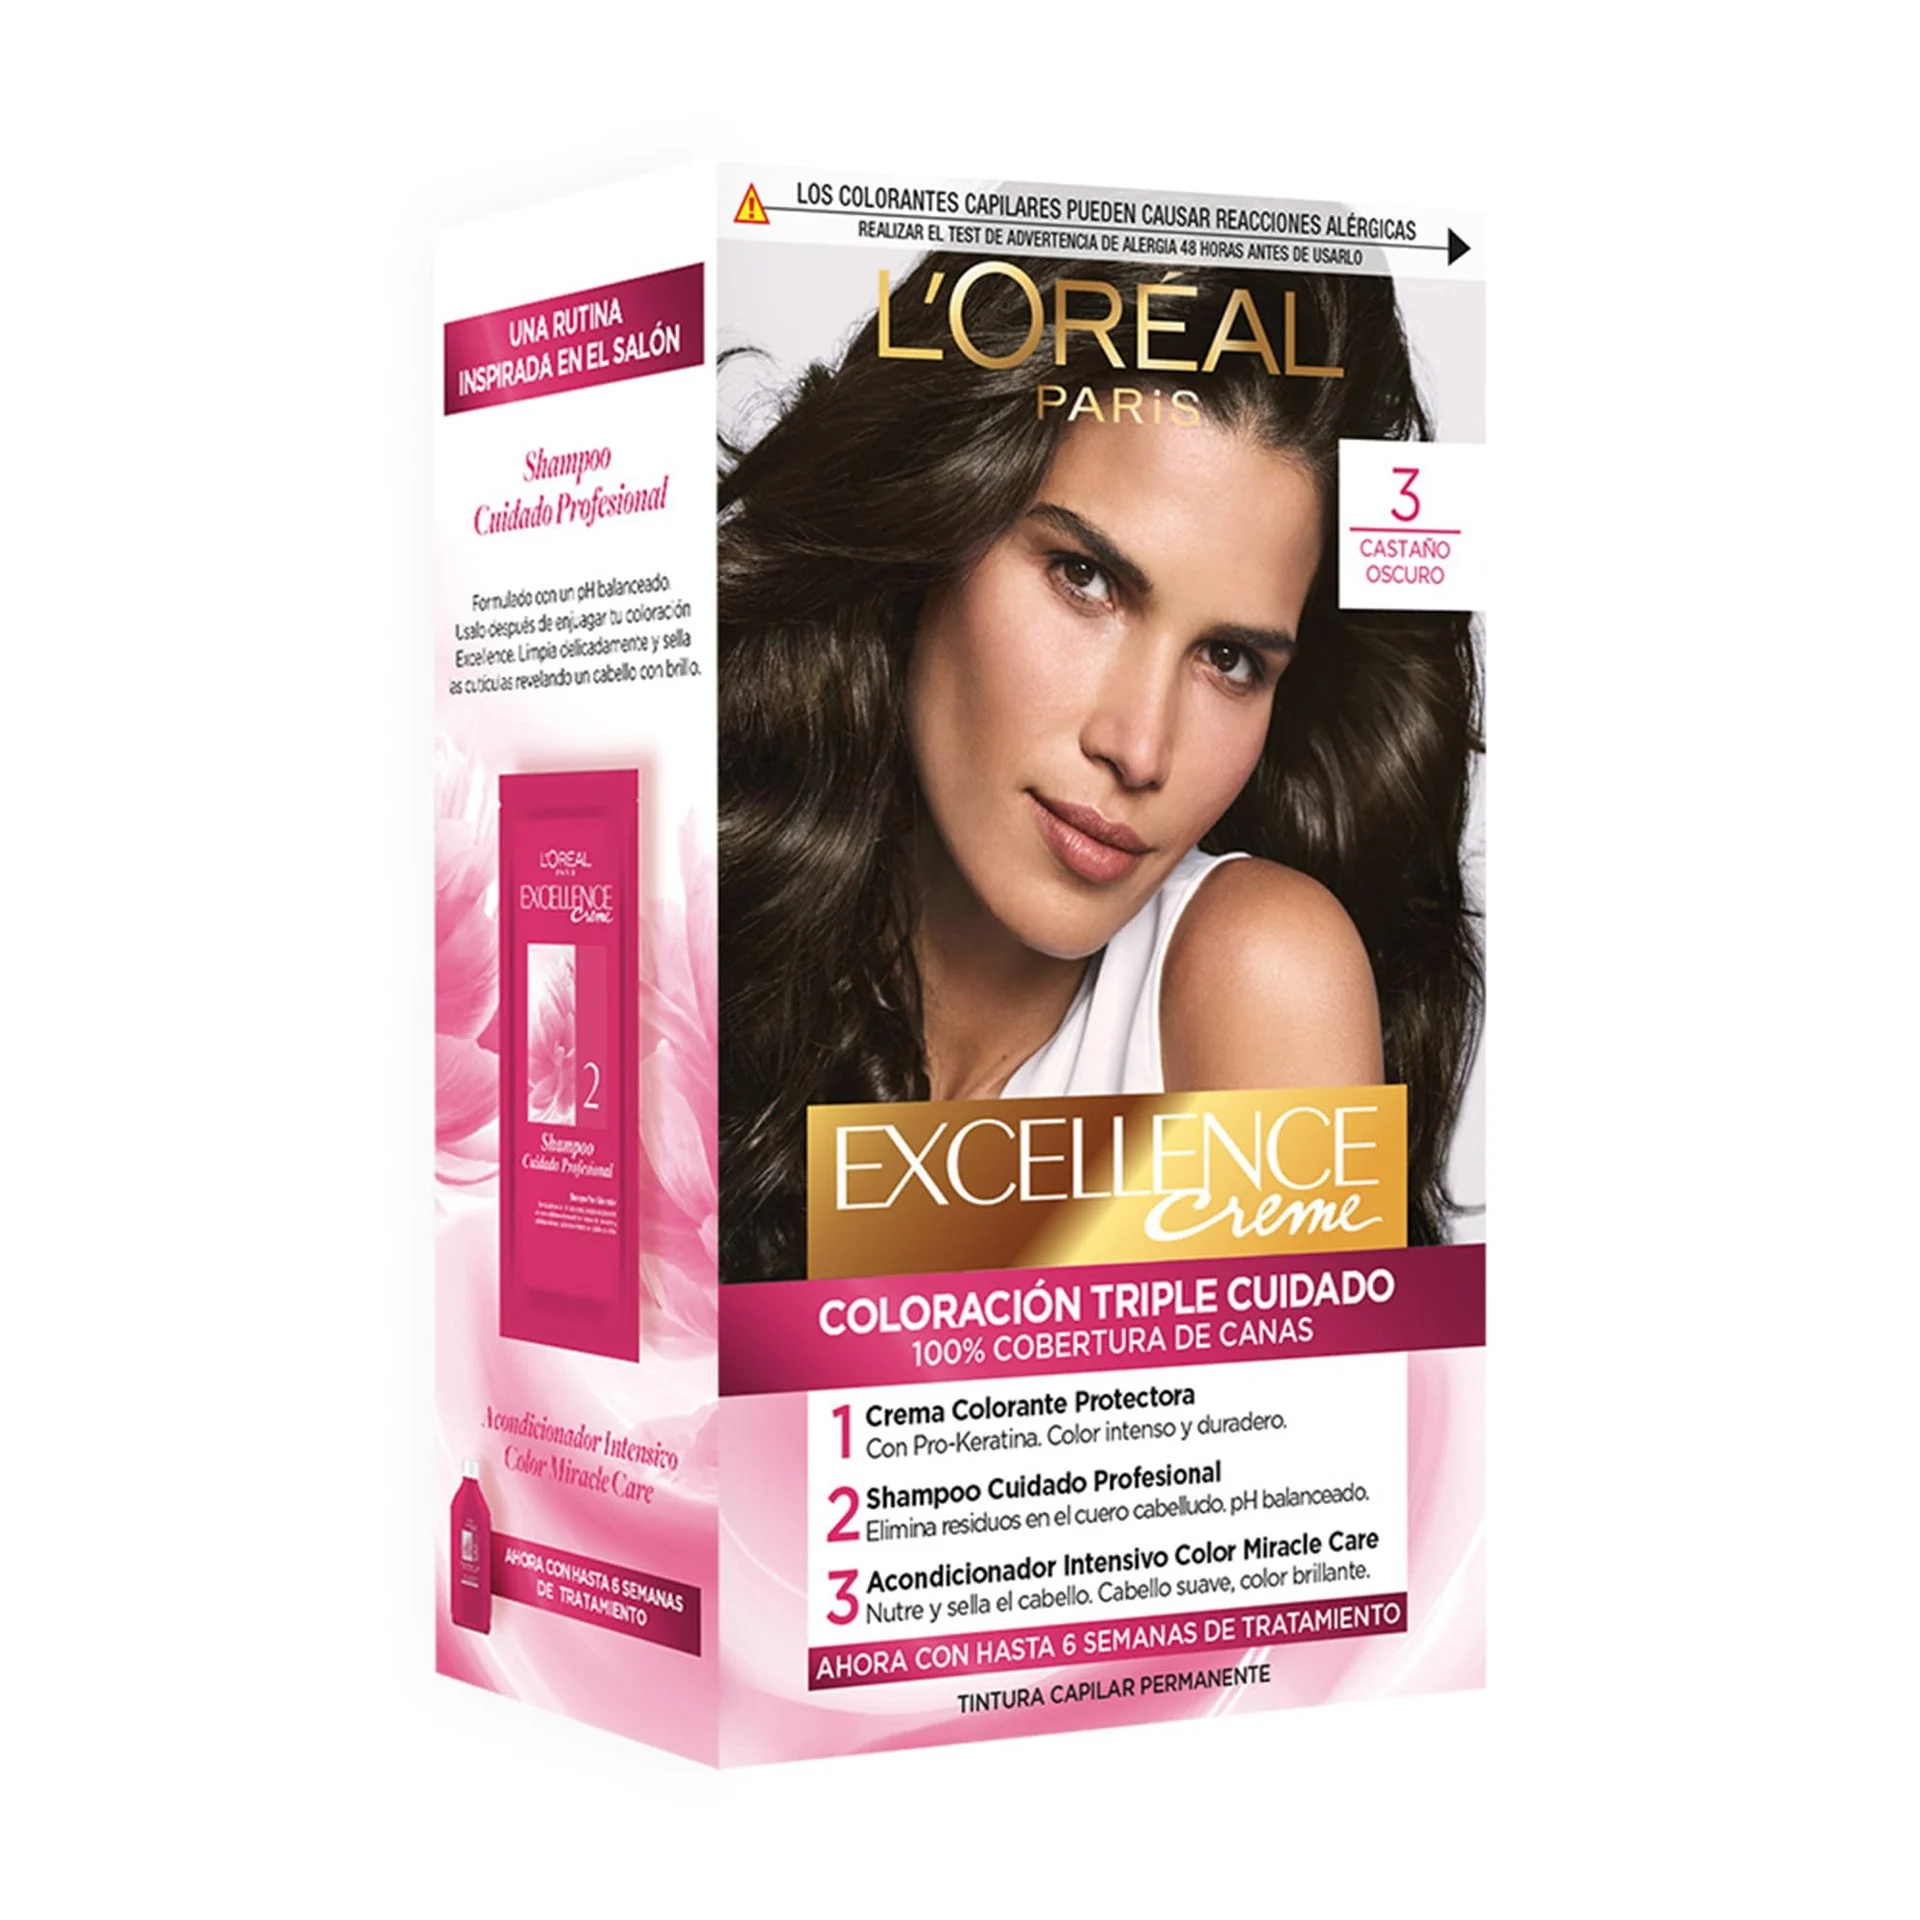 UNA RUTINA
INSPIRADA EN EL SALÓN
Shampoo
Cuidado Profesional
Formulado con un pH balanceado.
Usalo después de enjuagar tu coloración
Excellence. Limpia delicadamente y sella
las cutículas revelando un cabello con brillo.
L'ORÉAL
PARIS
EXCELLENCE
Creme
2
Shampoo
Cuidado Profesional
Acondicionador Intensivo
Color Miracle Care
AHORA CON HASTA 6 SEMANAS
DE TRATAMIENTO
LOS COLORANTES CAPILARES PUEDEN CAUSAR REACCIONES ALÉRGICAS
REALIZAR EL TEST DE ADVERTENCIA DE ALERGIA 48 HORAS ANTES DE USARLO
L'ORÉAL
PARiS
3
CASTAÑO
OSCURO
EXCELLENCE
Creme
COLORACIÓN TRIPLE CUIDADO
100% COBERTURA DE CANAS
1 Crema Colorante Protectora
Con Pro-Keratina. Color intenso y duradero.
2 Shampoo Cuidado Profesional
Elimina residuos en el cuero cabelludo. pH balanceado.
3 Acondicionador Intensivo Color Miracle Care
Nutre y sella el cabello. Cabello suave, color brillante.
AHORA CON HASTA 6 SEMANAS DE TRATAMIENTO
TINTURA CAPILAR PERMANENTE